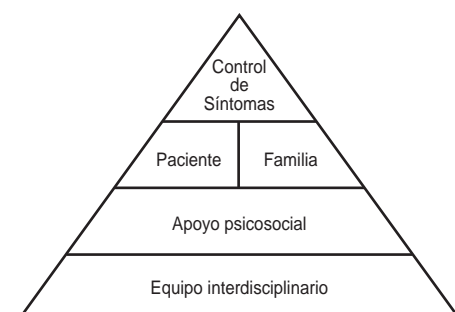 Control
de
Síntomas
Paciente Familia
Apoyo psicosocial
Equipo interdisciplinario